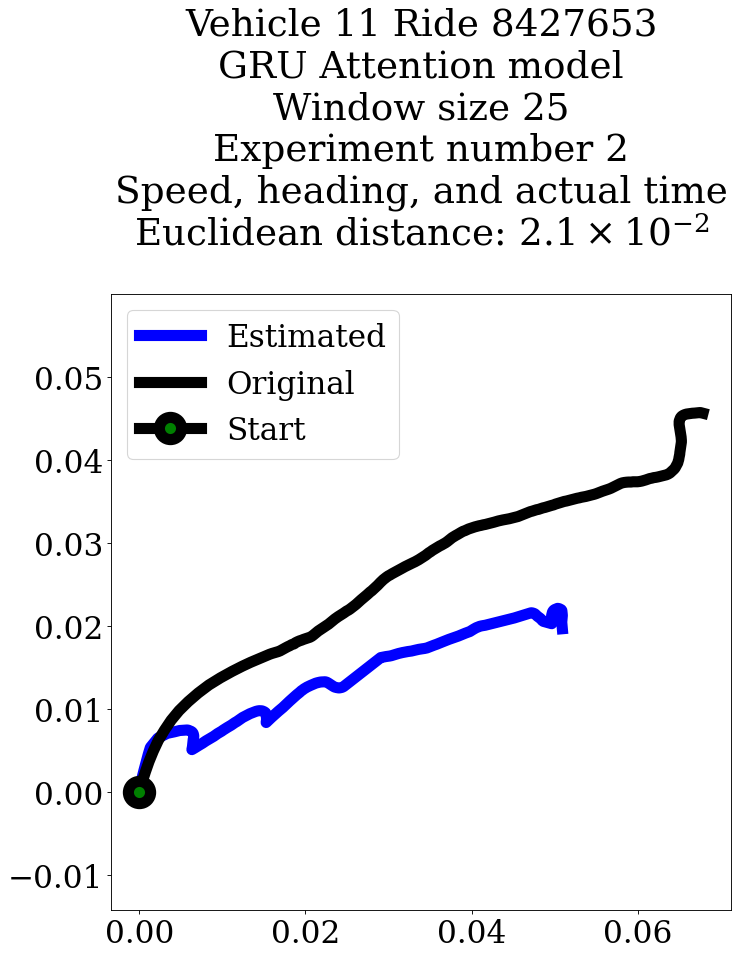 Vehicle 11 Ride 8427653
GRU Attention model
Window size 25
Experiment number 2
Speed, heading, and actual time
Euclidean distance: 2.1 × 10⁻²
Estimated
Original
Start
0.05
0.04
0.03
0.02
0.01
0.00
−0.01
0.00 0.02 0.04 0.06